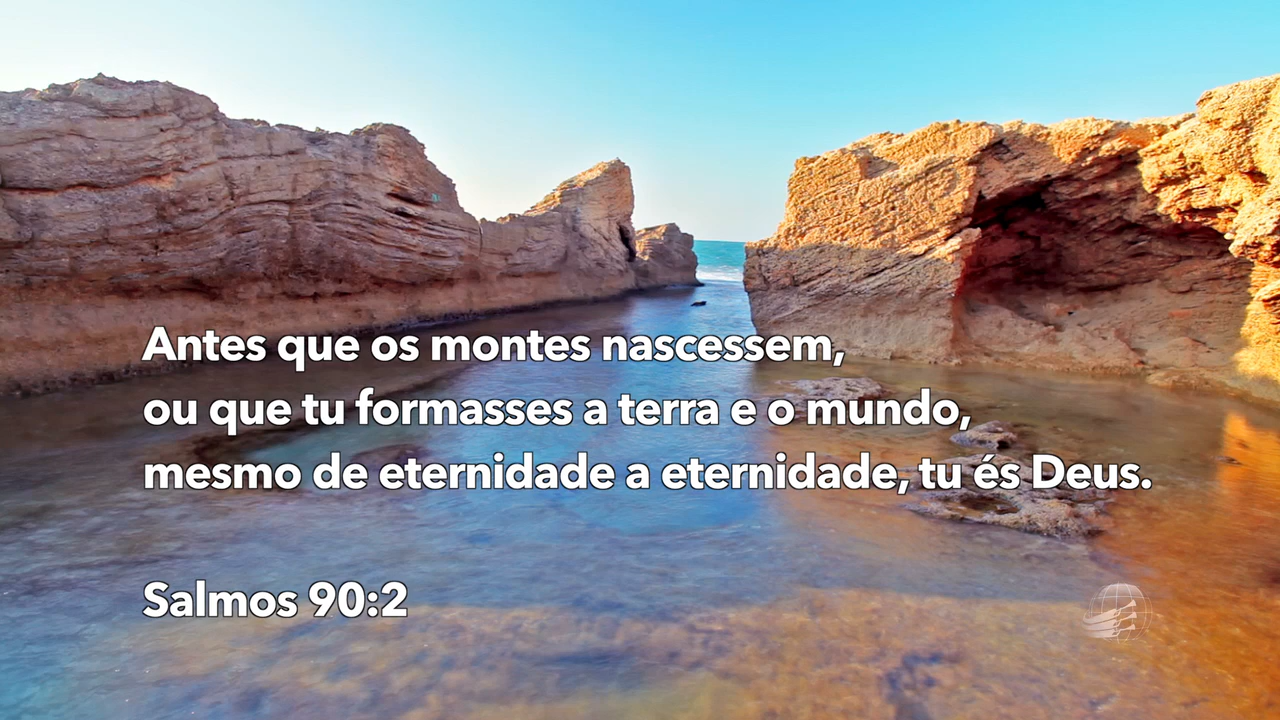 Antes que os montes nascessem,
ou que tu formasses a terra e o mundo,
mesmo de eternidade a eternidade, tu és Deus.
Salmos 90:2